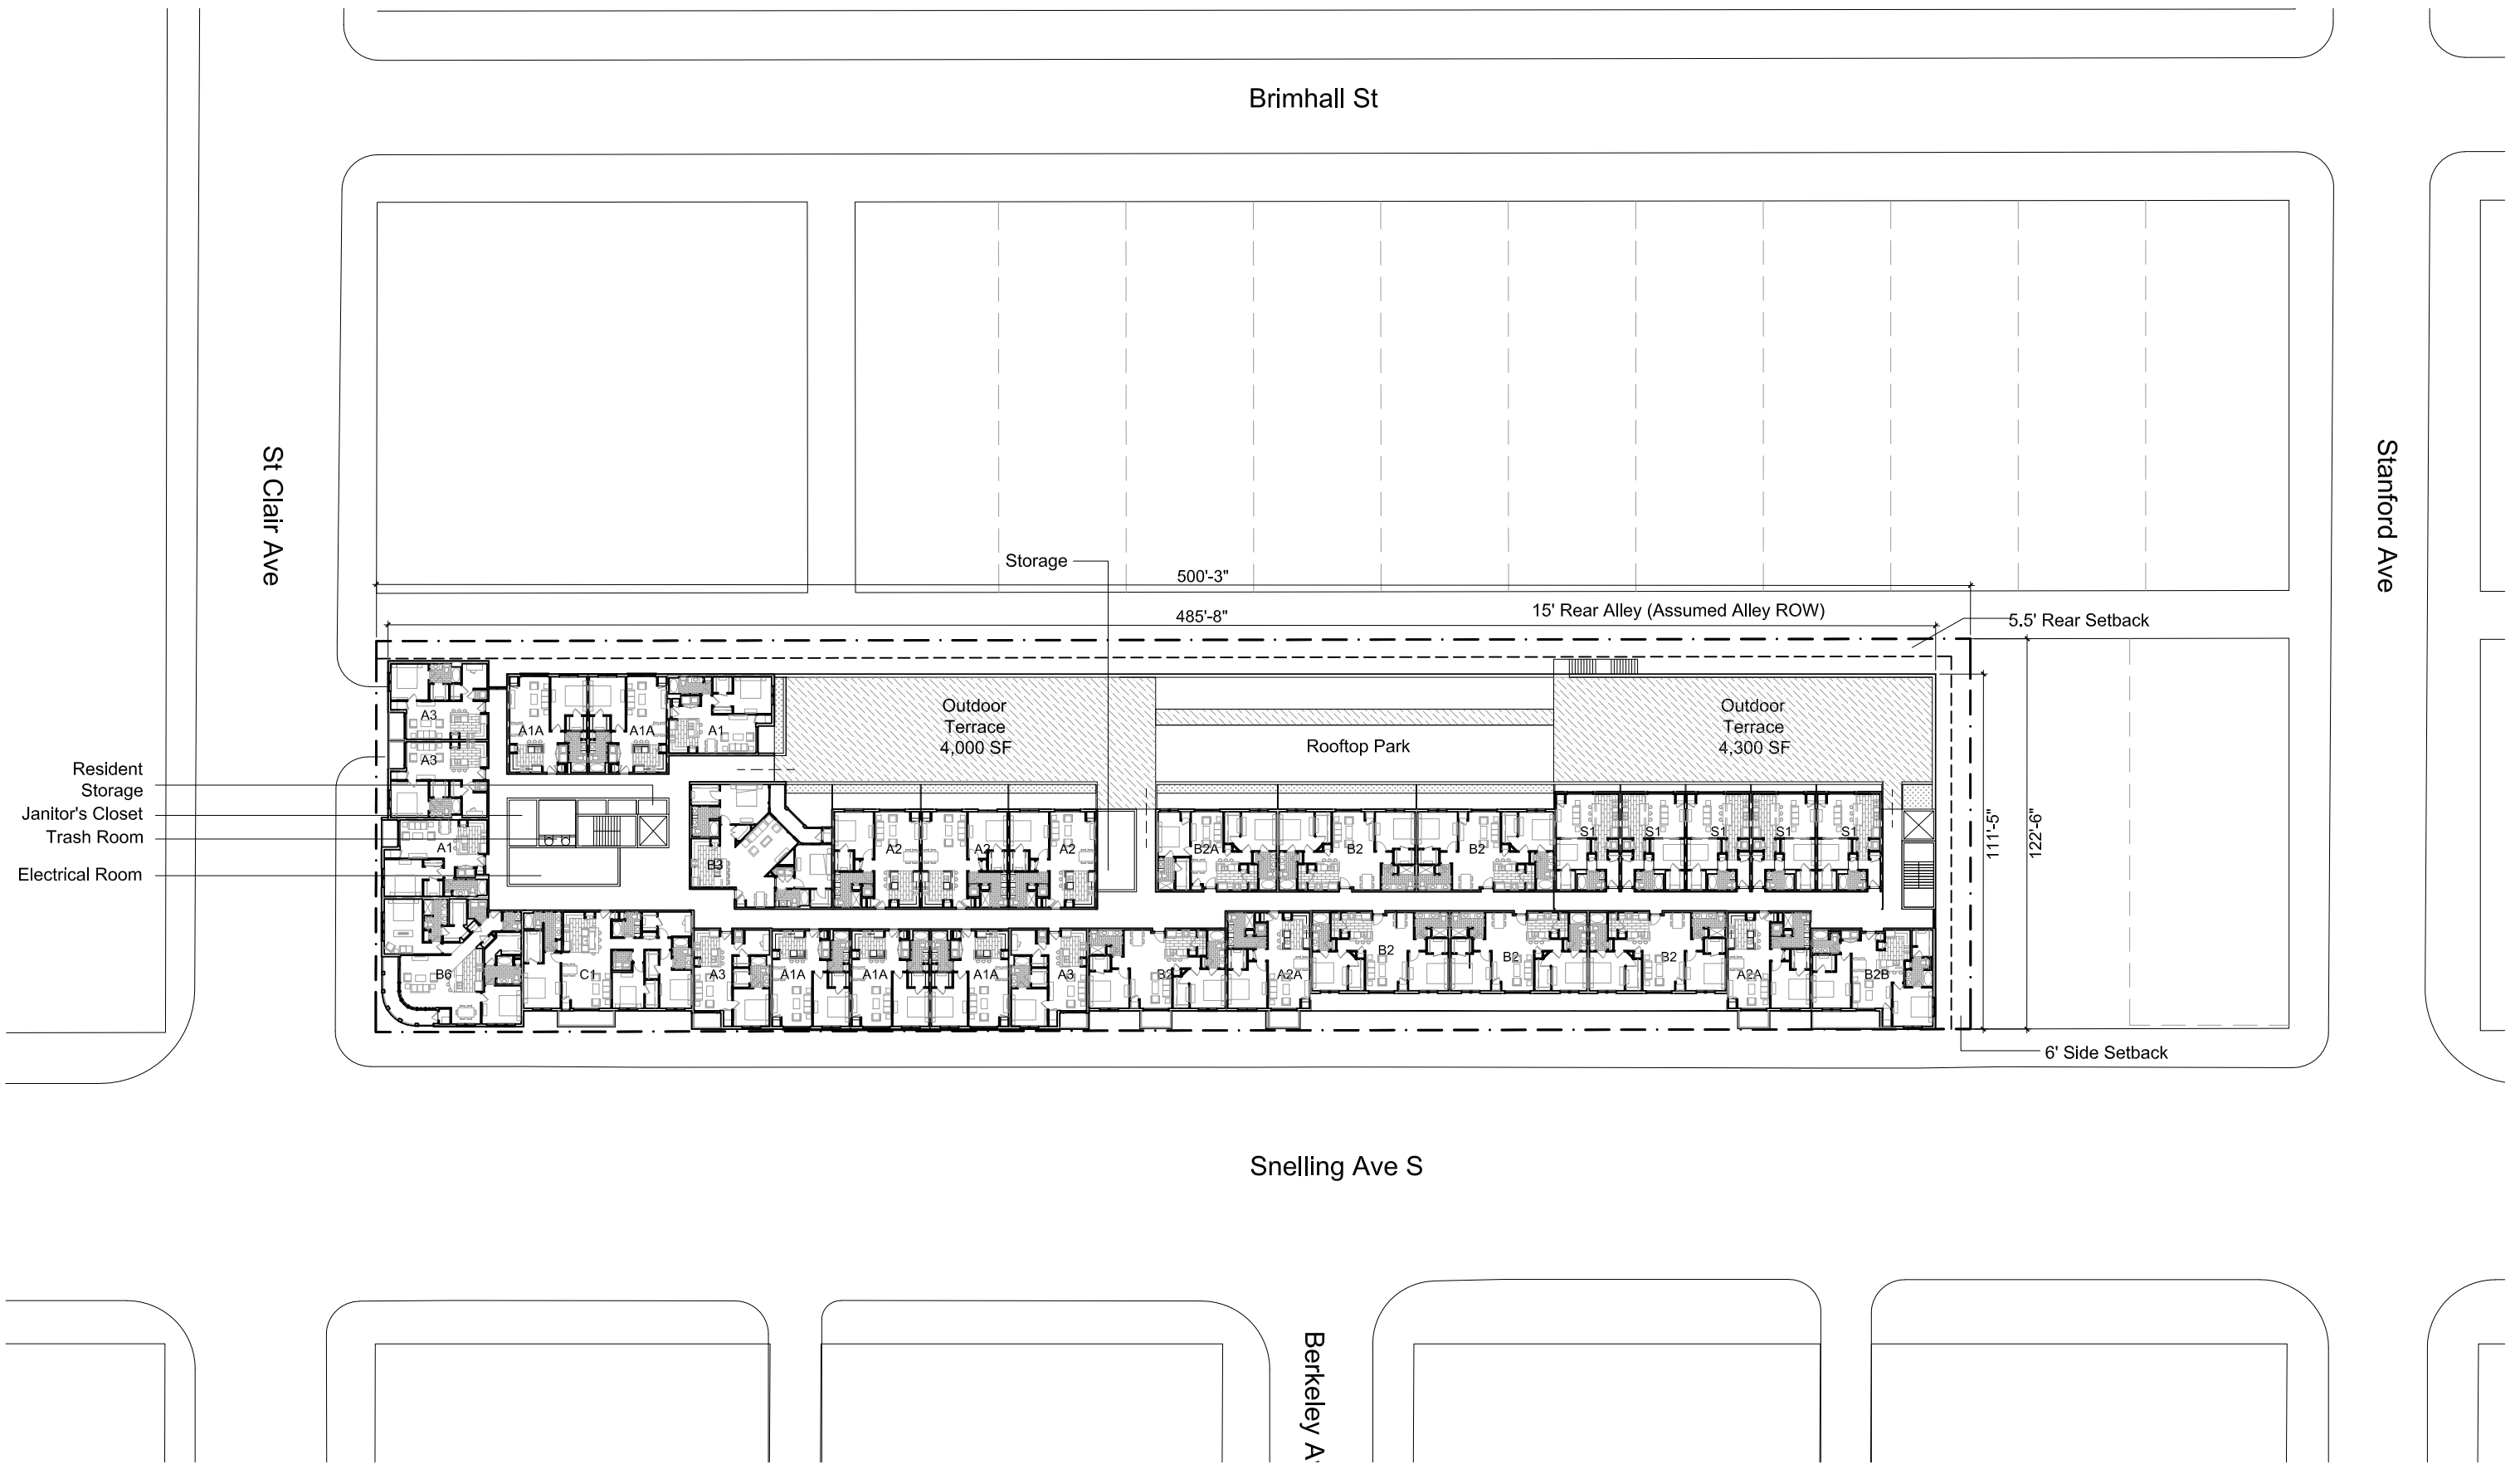 Brimhall St
St Clair Ave
Stanford Ave
Storage
500'-3"
485'-8"
15' Rear Alley (Assumed Alley ROW)
5.5' Rear Setback
Outdoor
Terrace
4,000 SF
Rooftop Park
Outdoor
Terrace
4,300 SF
A3
A1A
A1A
A1
A3
Resident
Storage
Janitor's Closet
Trash Room
Electrical Room
A1
B3
A2
A2
A2
B2A
B2
B2
S1
S1
S1
S1
S1
111'-5"
122'-6"
B6
C1
A3
A1A
A1A
A1A
A3
B2
A2A
B2
B2
B2
A2A
B2B
6' Side Setback
Snelling Ave S
Berkeley